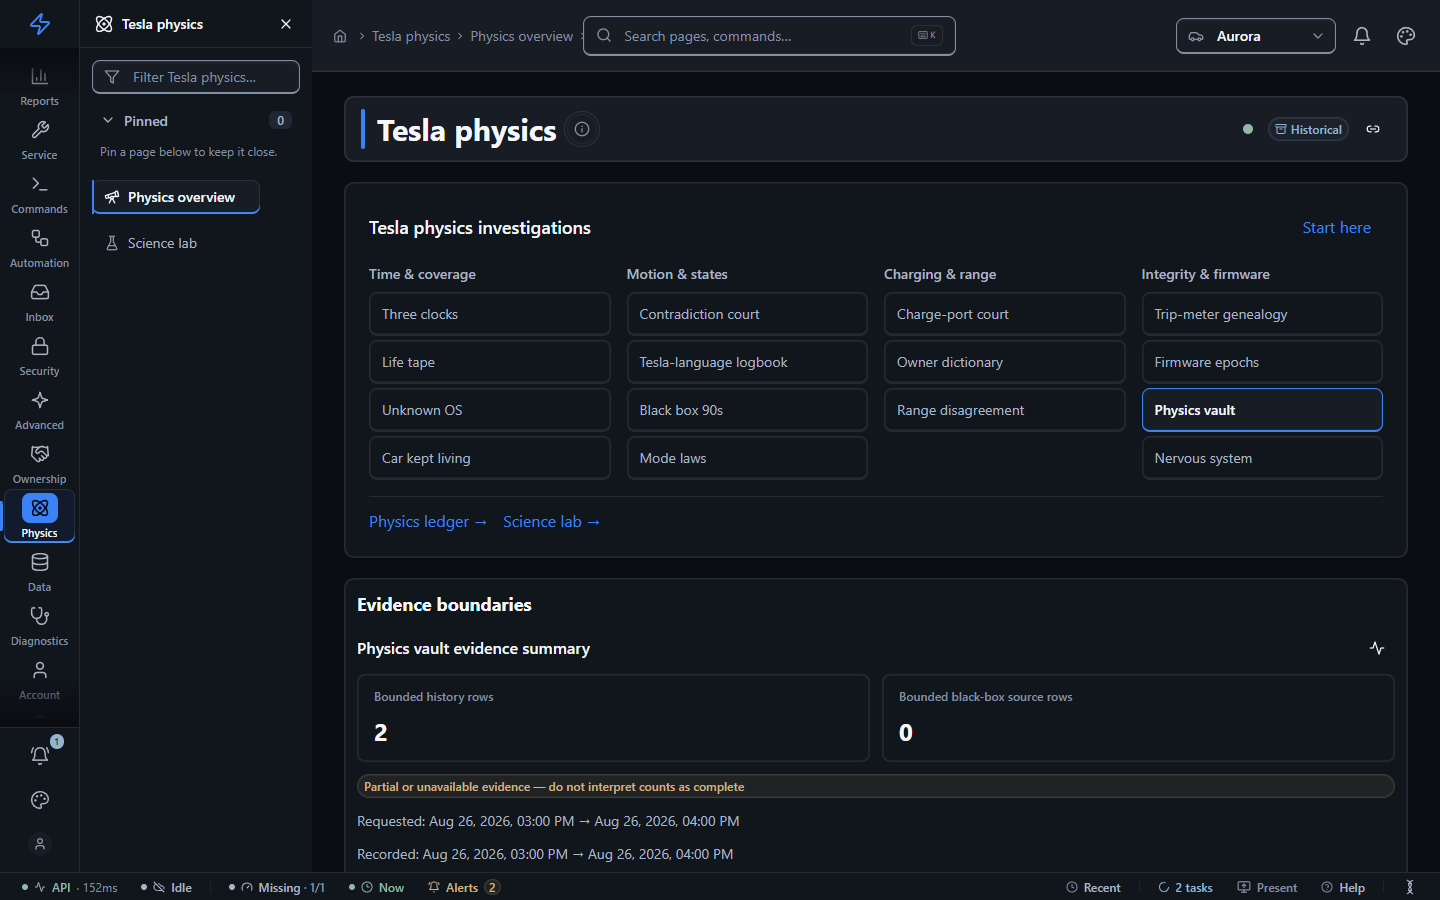 Reports
Service
Commands
Automation
Inbox
Security
Advanced
Ownership
Physics
Data
Diagnostics
Account
1
Tesla physics
Filter Tesla physics...
Pinned
0
Pin a page below to keep it close.
Physics overview
Science lab
Tesla physics
Physics overview
Search pages, commands...
K
Aurora
Tesla physics
Historical
Tesla physics investigations
Start here
Time & coverage
Three clocks
Life tape
Unknown OS
Car kept living
Motion & states
Contradiction court
Tesla-language logbook
Black box 90s
Mode laws
Charging & range
Charge-port court
Owner dictionary
Range disagreement
Integrity & firmware
Trip-meter genealogy
Firmware epochs
Physics vault
Nervous system
Physics ledger →
Science lab →
Evidence boundaries
Physics vault evidence summary
Bounded history rows
2
Bounded black-box source rows
0
Partial or unavailable evidence — do not interpret counts as complete
Requested: Aug 26, 2026, 03:00 PM → Aug 26, 2026, 04:00 PM
Recorded: Aug 26, 2026, 03:00 PM → Aug 26, 2026, 04:00 PM
API · 152ms
Idle
Missing · 1/1
Now
Alerts 2
Recent
2 tasks
Present
Help